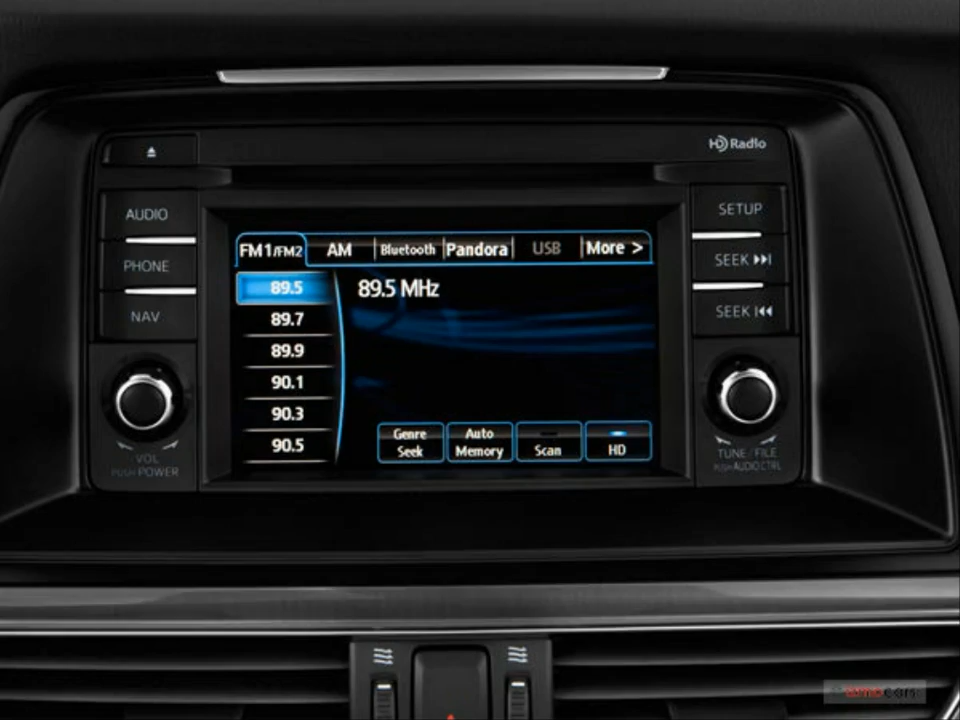 HD Radio
AUDIO
PHONE
NAV
SETUP
SEEK
SEEK
FM1/FM2 AM Bluetooth Pandora USB More >
89.5
89.7
89.9
90.1
90.3
90.5
89.5 MHz
Genre Seek
Auto Memory
Scan
HD
VOL
PUSH POWER
TUNE/FILE
PUSH AUDIO CTRL